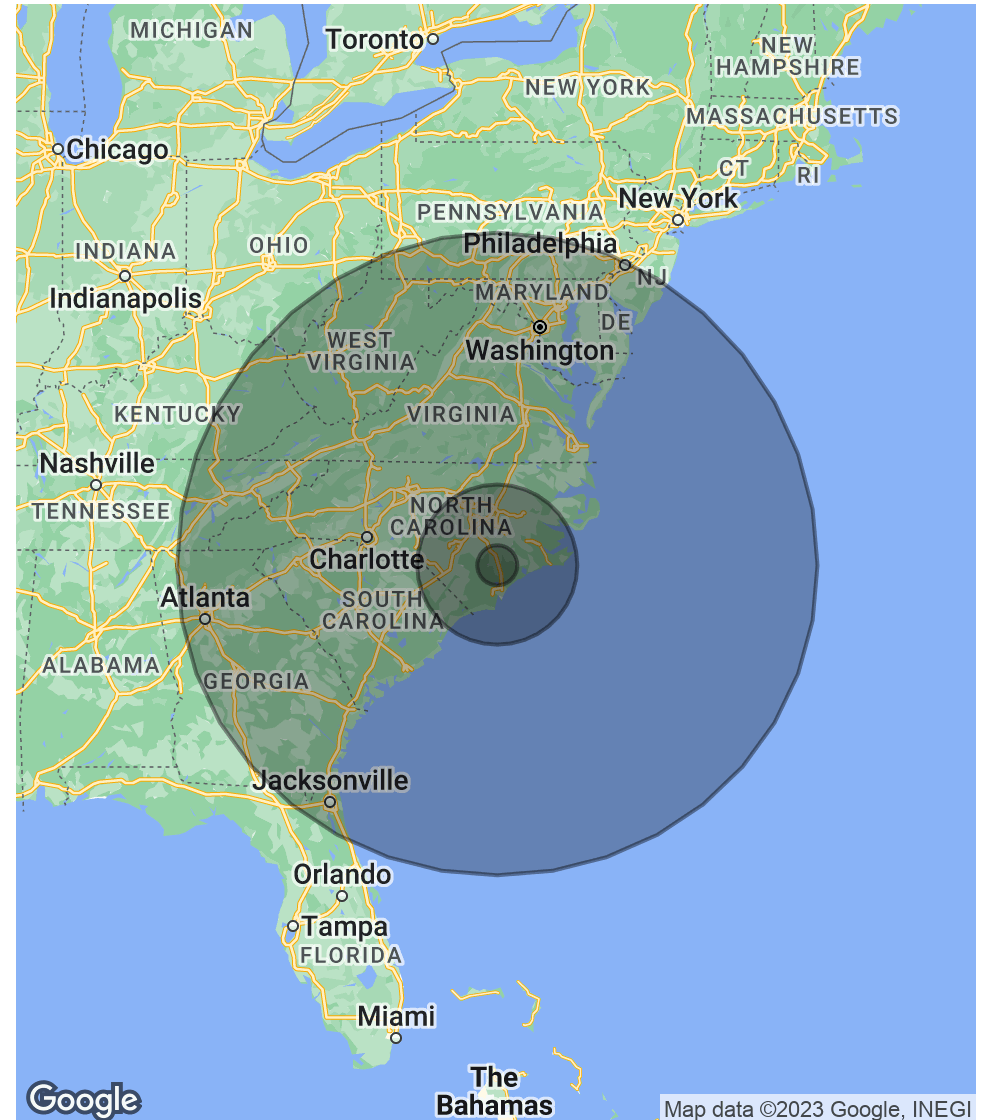 MICHIGAN
Toronto
NEW
HAMPSHIRE
NEW YORK
MASSACHUSETTS
Chicago
CT
RI
New York
PENNSYLVANIA
INDIANA
OHIO
Philadelphia
NJ
Indianapolis
MARYLAND
DE
WEST
VIRGINIA
Washington
KENTUCKY
VIRGINIA
Nashville
TENNESSEE
NORTH
CAROLINA
Charlotte
Atlanta
SOUTH
CAROLINA
ALABAMA
GEORGIA
Jacksonville
Orlando
Tampa
FLORIDA
Miami
The
Bahamas
Google
Map data ©2023 Google, INEGI